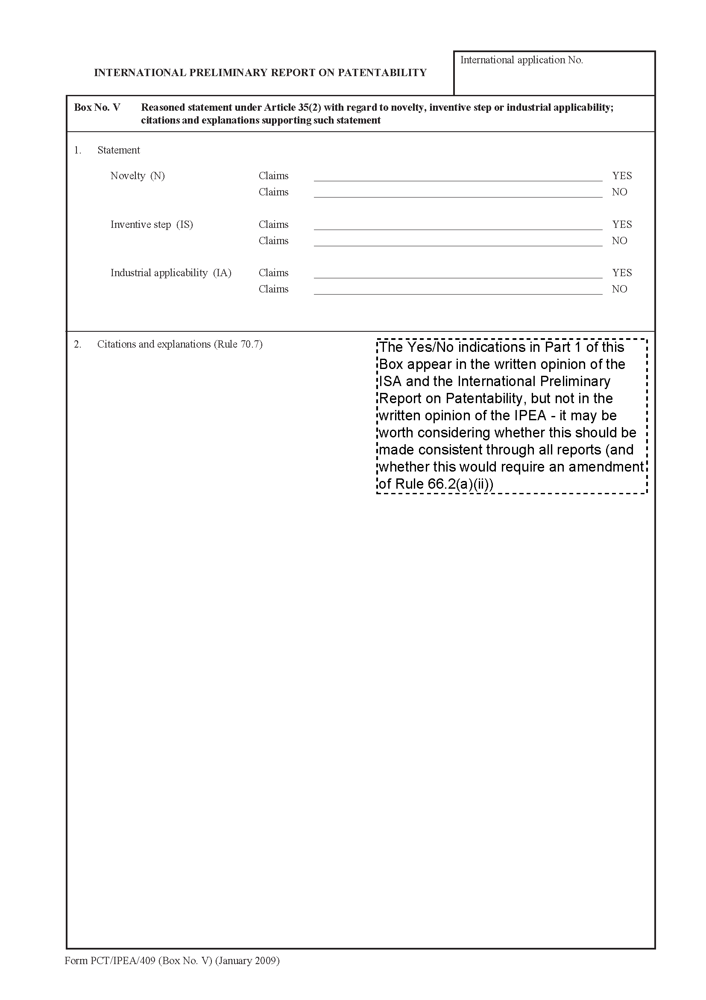 International application No.
INTERNATIONAL PRELIMINARY REPORT ON PATENTABILITY
Box No. V Reasoned statement under Article 35(2) with regard to novelty, inventive step or industrial applicability;
citations and explanations supporting such statement
1. Statement
Novelty (N) Claims YES
Claims NO
Inventive step (IS) Claims YES
Claims NO
Industrial applicability (IA) Claims YES
Claims NO
2. Citations and explanations (Rule 70.7)
The Yes/No indications in Part 1 of this
Box appear in the written opinion of the
ISA and the International Preliminary
Report on Patentability, but not in the
written opinion of the IPEA - it may be
worth considering whether this should be
made consistent through all reports (and
whether this would require an amendment
of Rule 66.2(a)(ii))
Form PCT/IPEA/409 (Box No. V) (January 2009)